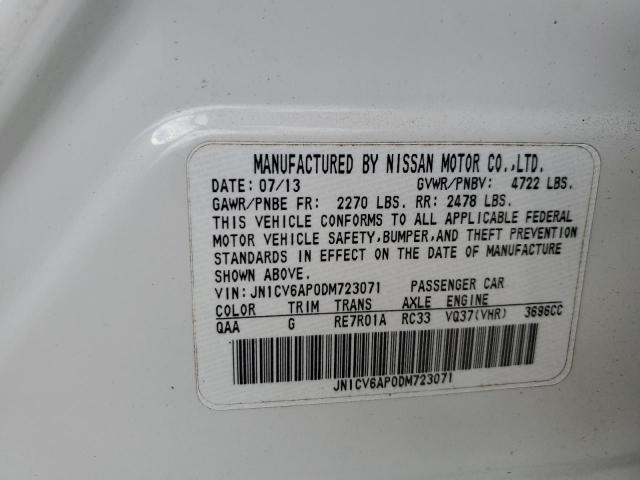 MANUFACTURED BY NISSAN MOTOR CO.,LTD.
DATE: 07/13 GVWR/PNBV: 4722 LBS.
GAWR/PNBE FR: 2270 LBS. RR: 2478 LBS.
THIS VEHICLE CONFORMS TO ALL APPLICABLE FEDERAL
MOTOR VEHICLE SAFETY,BUMPER,AND THEFT PREVENTION
STANDARDS IN EFFECT ON THE DATE OF MANUFACTURE
SHOWN ABOVE.
VIN: JN1CV6AP0DM723071 PASSENGER CAR
COLOR TRIM TRANS AXLE ENGINE
QAA G RE7R01A RC33 VQ37(VHR) 3696CC
JN1CV6AP0DM723071